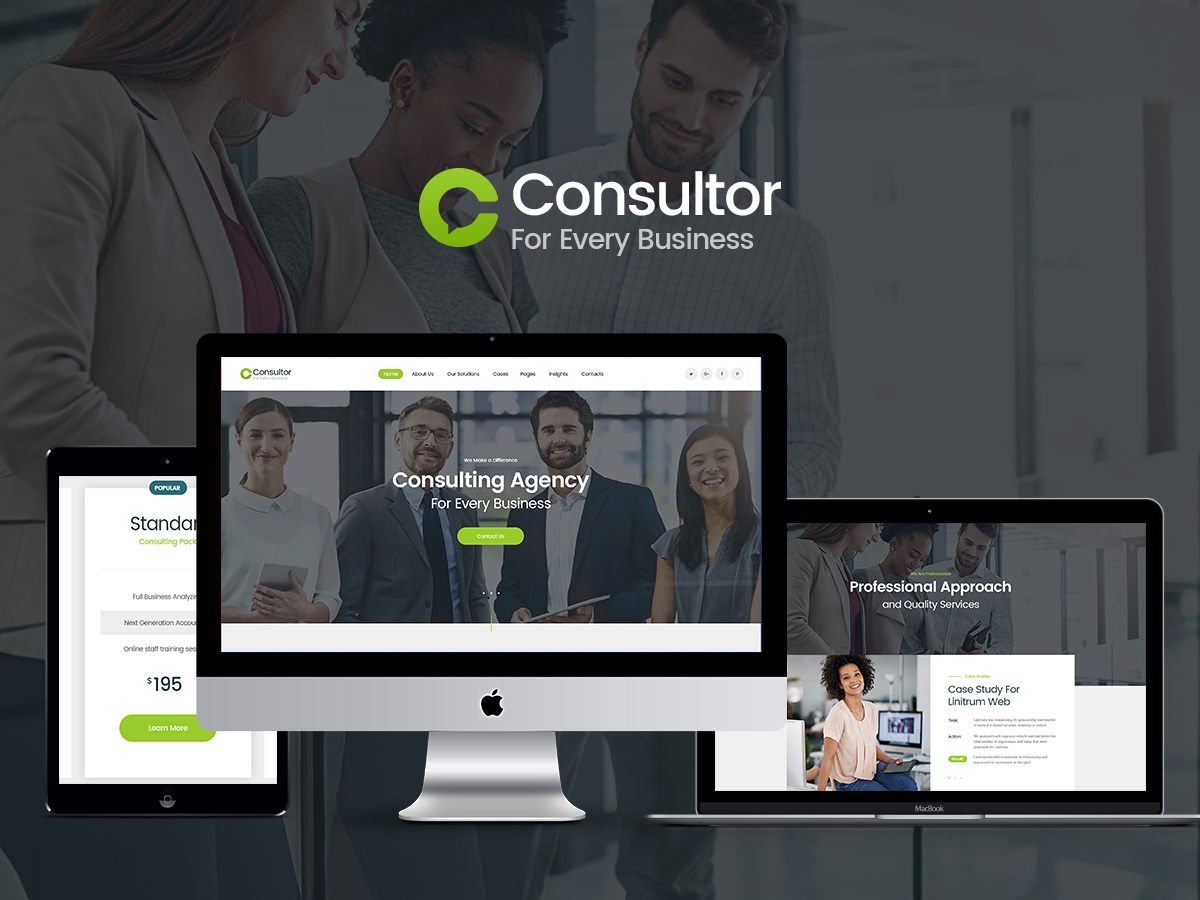 Consultor
For Every Business
Consultor
For Every Business
Home About Us Our Solutions Cases Pages Insights Contacts
We Make a Difference
Consulting Agency
For Every Business
Contact Us
POPULAR
Standar
Consulting Pack
Full Business Analyzin
Next Generation Accou
Online staff training ses
$195
Learn More
We Are Professionals
Professional Approach
and Quality Services
Case Studies
Case Study For
Linitrum Web
Task:
Action:
Result:
MacBook